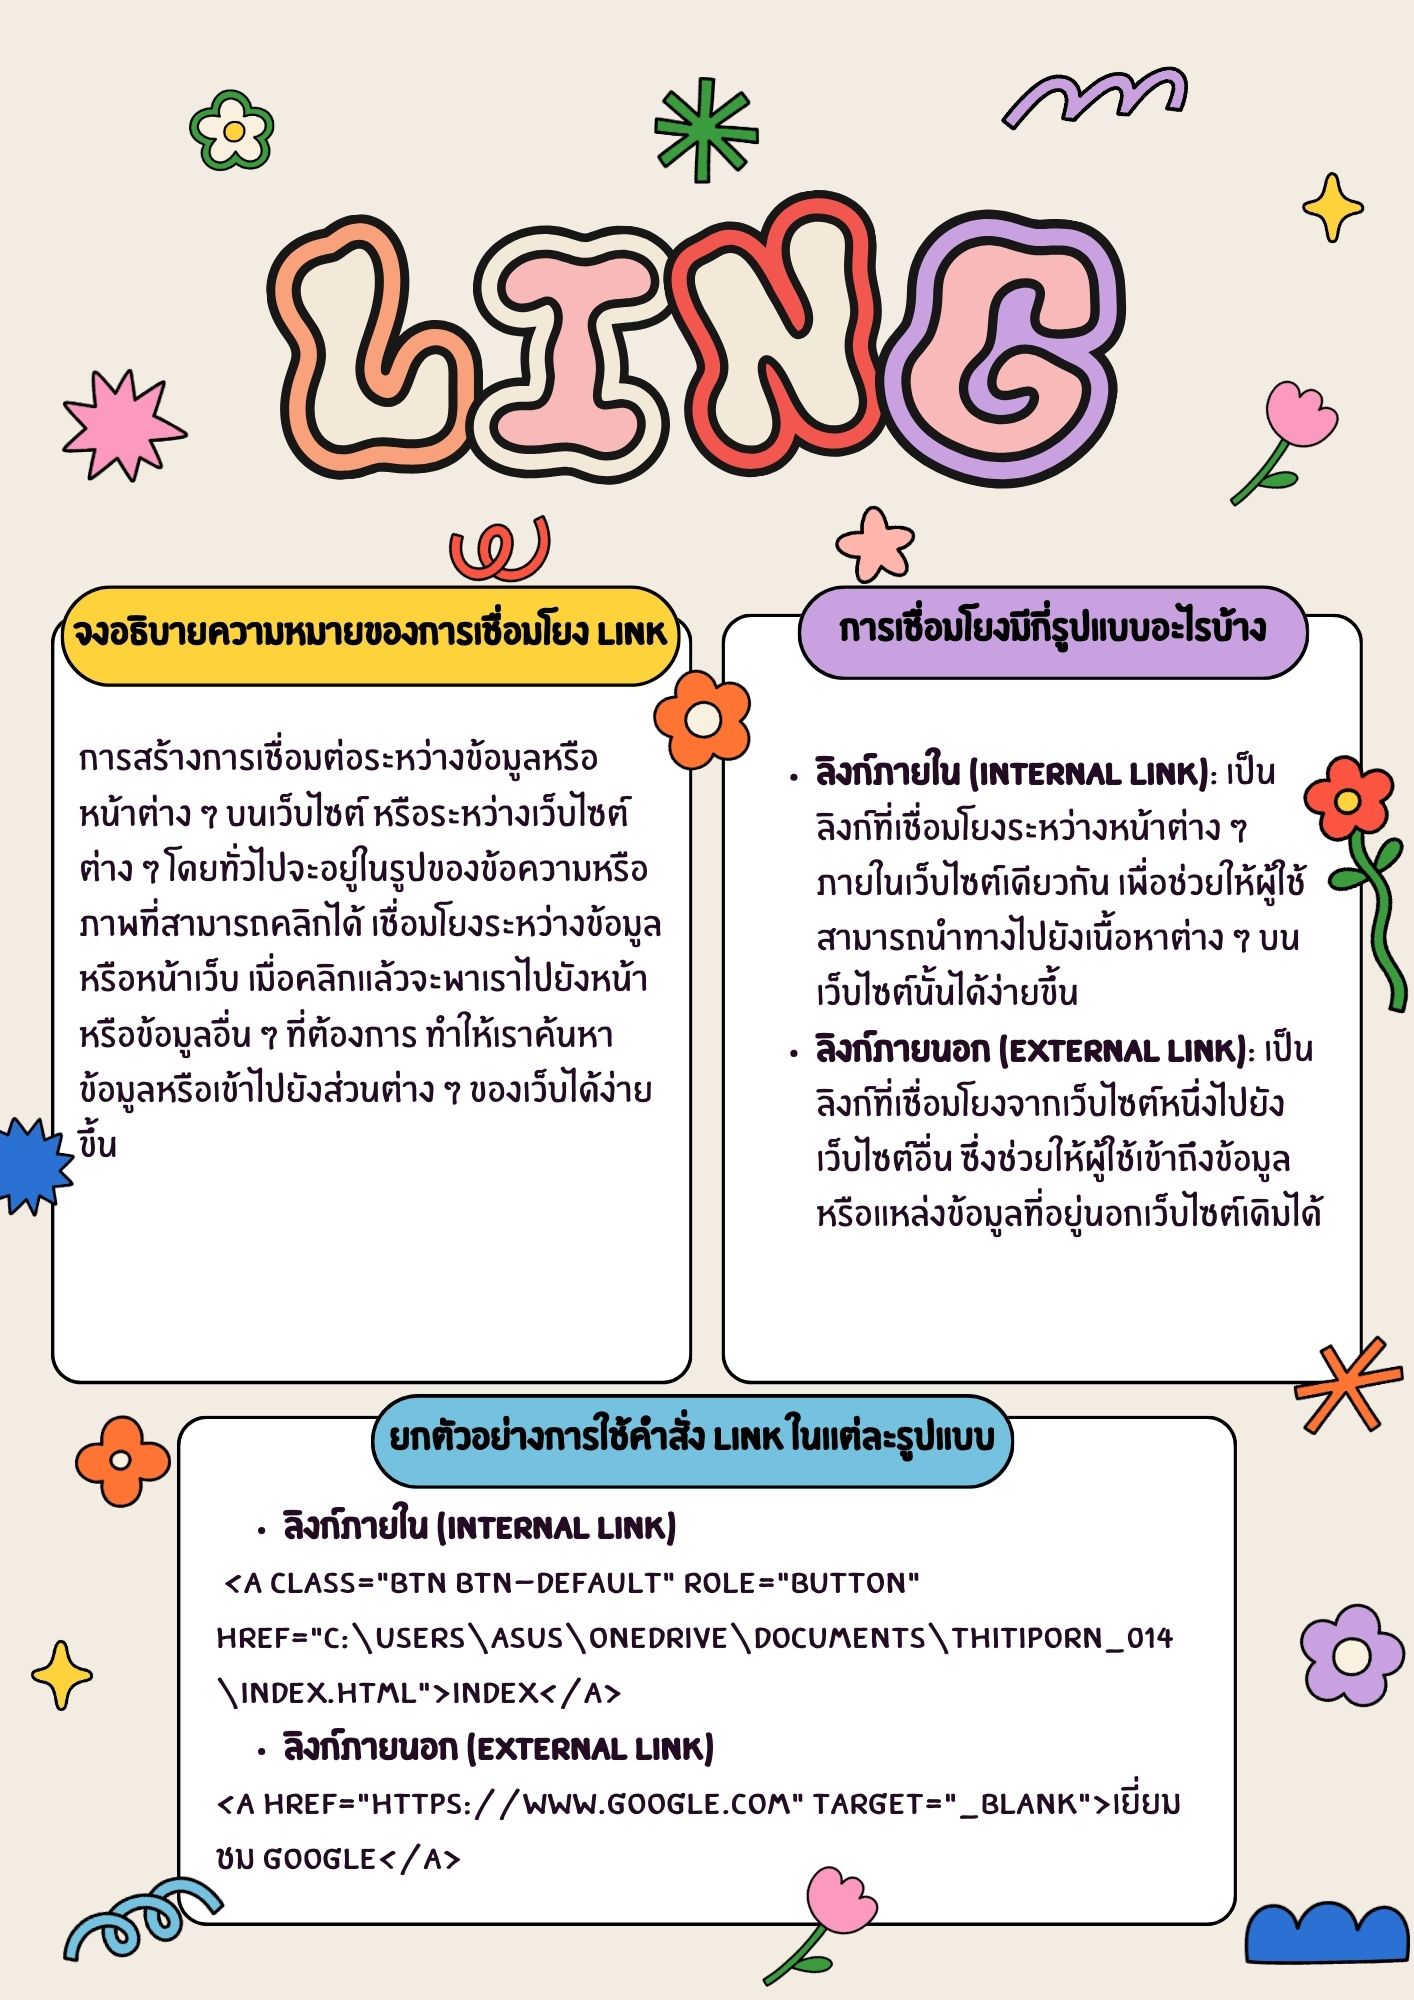 LING
จงอธิบายความหมายของการเชื่อมโยง LINK
การสร้างการเชื่อมต่อระหว่างข้อมูลหรือ
หน้าต่าง ๆ บนเว็บไซต์ หรือระหว่างเว็บไซต์
ต่าง ๆ โดยทั่วไปจะอยู่ในรูปของข้อความหรือ
ภาพที่สามารถคลิกได้ เชื่อมโยงระหว่างข้อมูล
หรือหน้าเว็บ เมื่อคลิกแล้วจะพาเราไปยังหน้า
หรือข้อมูลอื่น ๆ ที่ต้องการ ทำให้เราค้นหา
ข้อมูลหรือเข้าไปยังส่วนต่าง ๆ ของเว็บได้ง่าย
ขึ้น
การเชื่อมโยงมีกี่รูปแบบอะไรบ้าง
• ลิงก์ภายใน (INTERNAL LINK): เป็น
ลิงก์ที่เชื่อมโยงระหว่างหน้าต่าง ๆ
ภายในเว็บไซต์เดียวกัน เพื่อช่วยให้ผู้ใช้
สามารถนำทางไปยังเนื้อหาต่าง ๆ บน
เว็บไซต์นั้นได้ง่ายขึ้น
• ลิงก์ภายนอก (EXTERNAL LINK): เป็น
ลิงก์ที่เชื่อมโยงจากเว็บไซต์หนึ่งไปยัง
เว็บไซต์อื่น ซึ่งช่วยให้ผู้ใช้เข้าถึงข้อมูล
หรือแหล่งข้อมูลที่อยู่นอกเว็บไซต์เดิมได้
ยกตัวอย่างการใช้คำสั่ง LINK ในแต่ละรูปแบบ
• ลิงก์ภายใน (INTERNAL LINK)
<A CLASS="BTN BTN-DEFAULT" ROLE="BUTTON"
HREF="C:\USERS\ASUS\ONEDRIVE\DOCUMENTS\THITIPORN_014
\INDEX.HTML">INDEX</A>
• ลิงก์ภายนอก (EXTERNAL LINK)
<A HREF="HTTPS://WWW.GOOGLE.COM" TARGET="_BLANK">เยี่ยม
ชม GOOGLE</A>